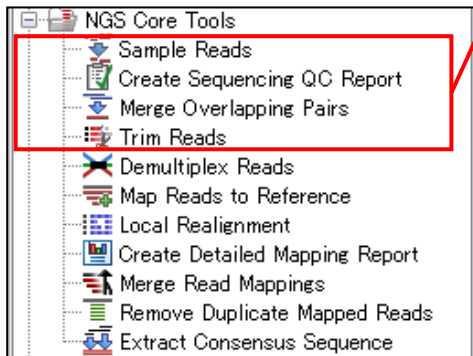 NGS Core Tools
Sample Reads
Create Sequencing QC Report
Merge Overlapping Pairs
Trim Reads
Demultiplex Reads
Map Reads to Reference
Local Realignment
Create Detailed Mapping Report
Merge Read Mappings
Remove Duplicate Mapped Reads
Extract Consensus Sequence